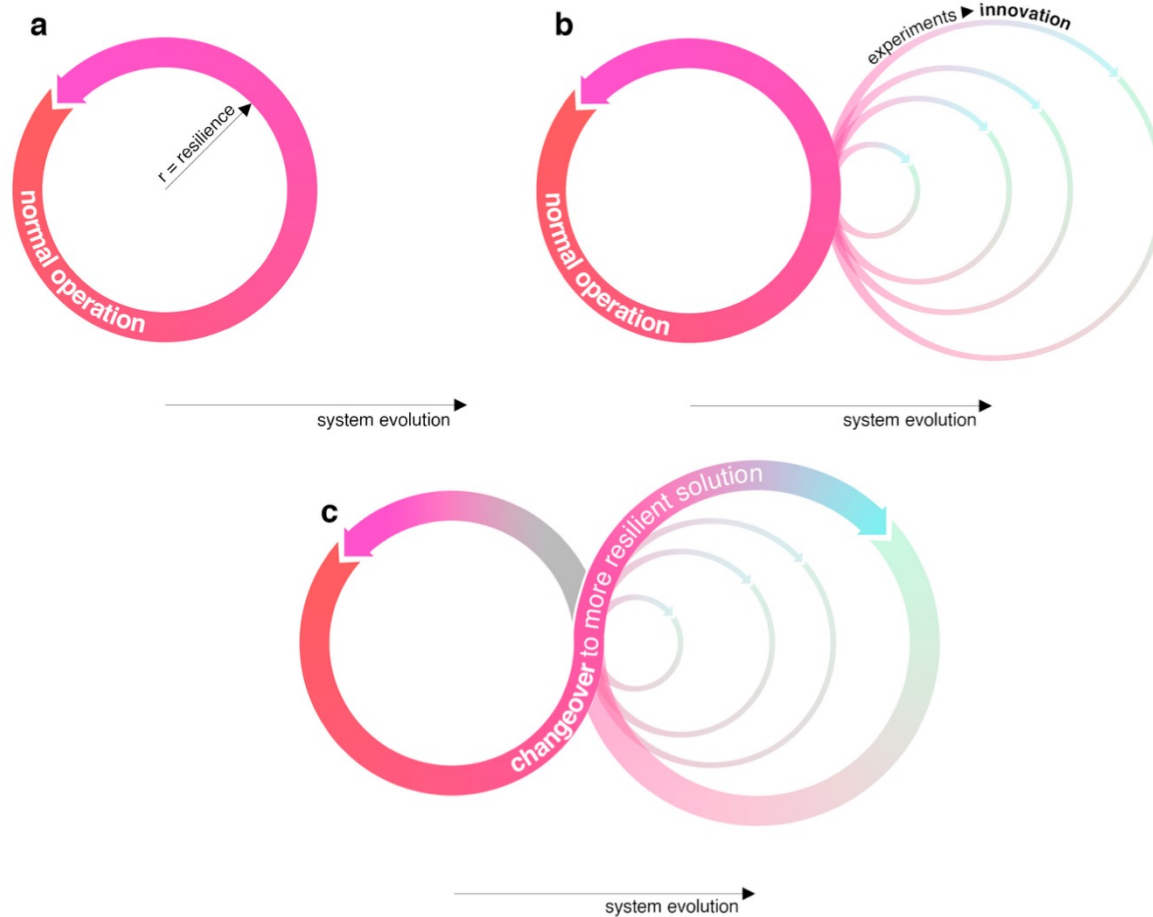 a
r = resilience
normal operation
system evolution
b
experiments ► innovation
normal operation
system evolution
c
changeover to more resilient solution
system evolution